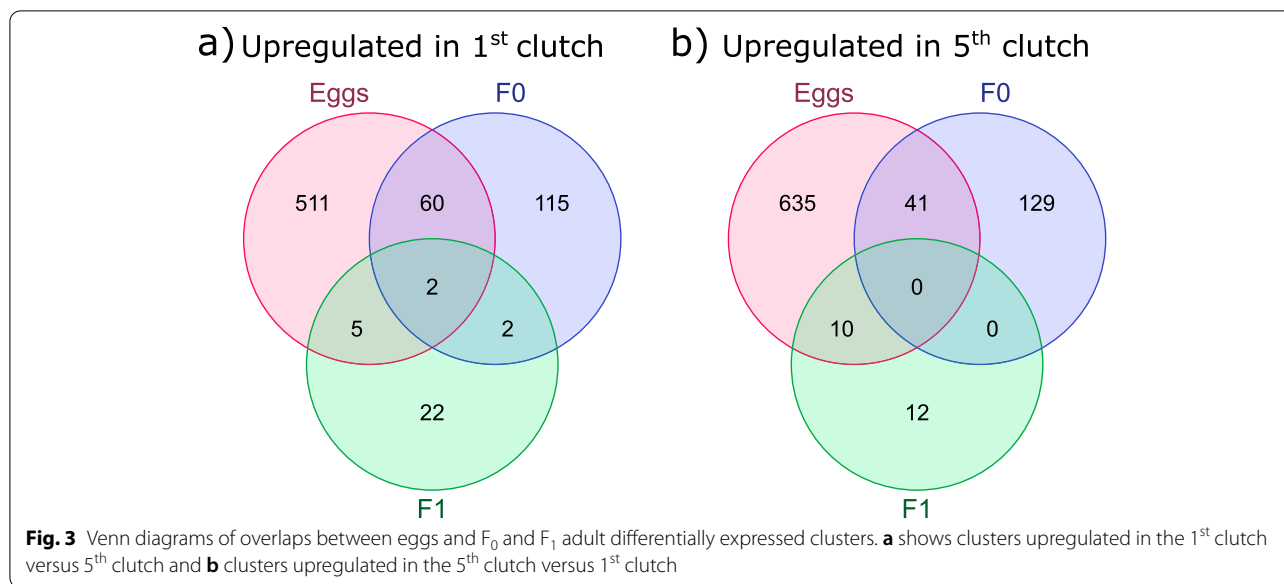 a) Upregulated in 1st clutch
Eggs
F0
511
60
115
2
5
2
22
F1
b) Upregulated in 5th clutch
Eggs
F0
635
41
129
0
10
0
12
F1
Fig. 3 Venn diagrams of overlaps between eggs and F0 and F1 adult differentially expressed clusters. a shows clusters upregulated in the 1st clutch
versus 5th clutch and b clusters upregulated in the 5th clutch versus 1st clutch